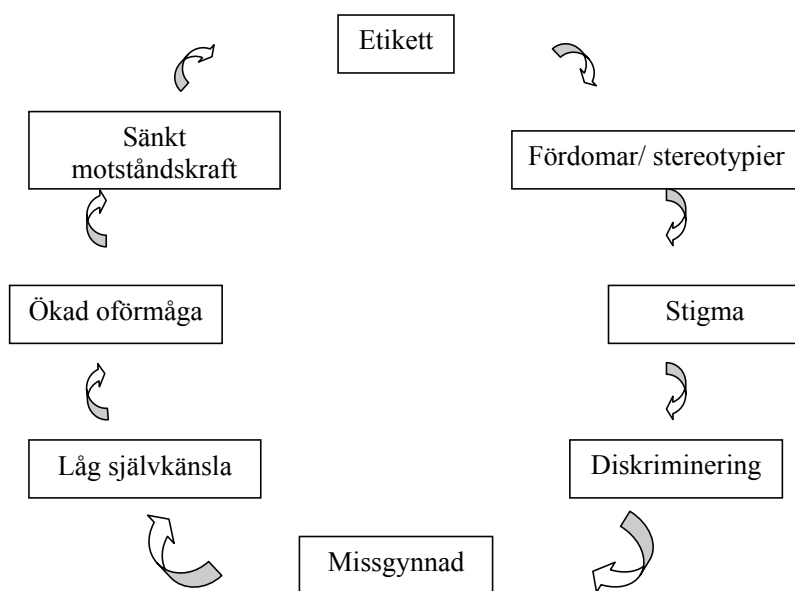 Etikett
Sänkt
motståndskraft
Fördomar/ stereotypier
Ökad oförmåga
Stigma
Låg självkänsla
Diskriminering
Missgynnad